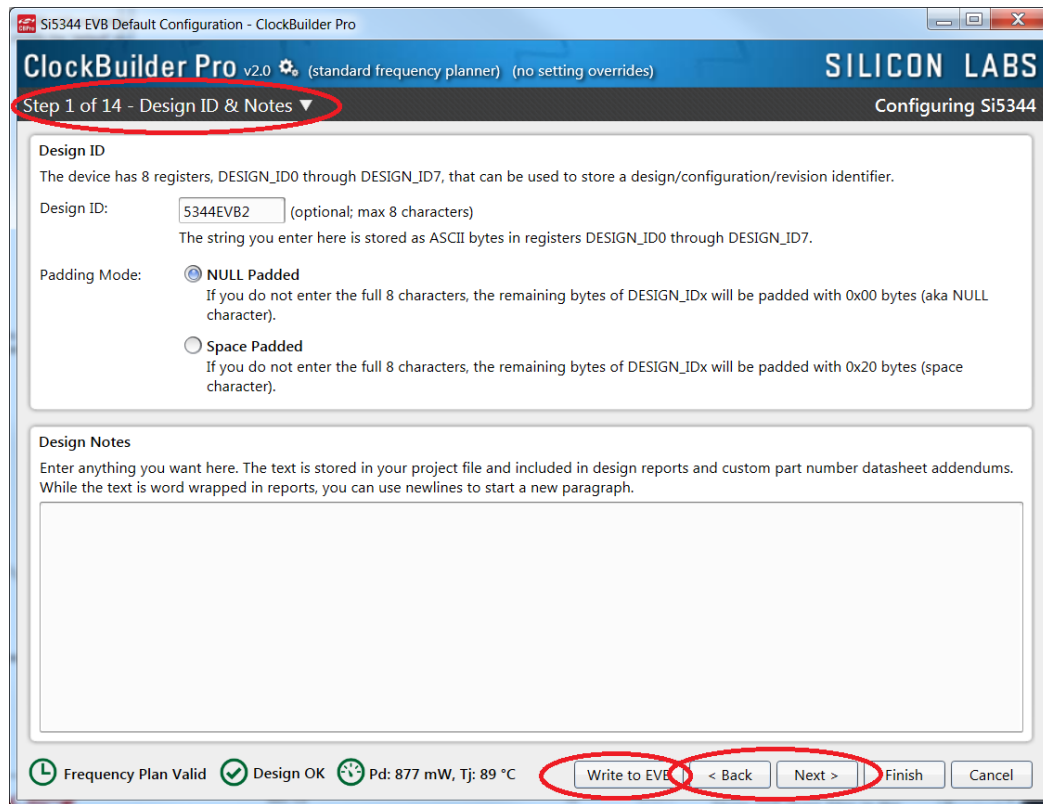 Si5344 EVB Default Configuration - ClockBuilder Pro
ClockBuilder Pro v2.0 (standard frequency planner) (no setting overrides) SILICON LABS
Step 1 of 14 - Design ID & Notes ▼ Configuring Si5344
Design ID
The device has 8 registers, DESIGN_ID0 through DESIGN_ID7, that can be used to store a design/configuration/revision identifier.
Design ID: 5344EVB2 (optional; max 8 characters)
The string you enter here is stored as ASCII bytes in registers DESIGN_ID0 through DESIGN_ID7.
Padding Mode: NULL Padded
If you do not enter the full 8 characters, the remaining bytes of DESIGN_IDx will be padded with 0x00 bytes (aka NULL
character).
Space Padded
If you do not enter the full 8 characters, the remaining bytes of DESIGN_IDx will be padded with 0x20 bytes (space
character).
Design Notes
Enter anything you want here. The text is stored in your project file and included in design reports and custom part number datasheet addendums.
While the text is word wrapped in reports, you can use newlines to start a new paragraph.
Frequency Plan Valid Design OK Pd: 877 mW, Tj: 89 °C Write to EVB < Back Next > Finish Cancel